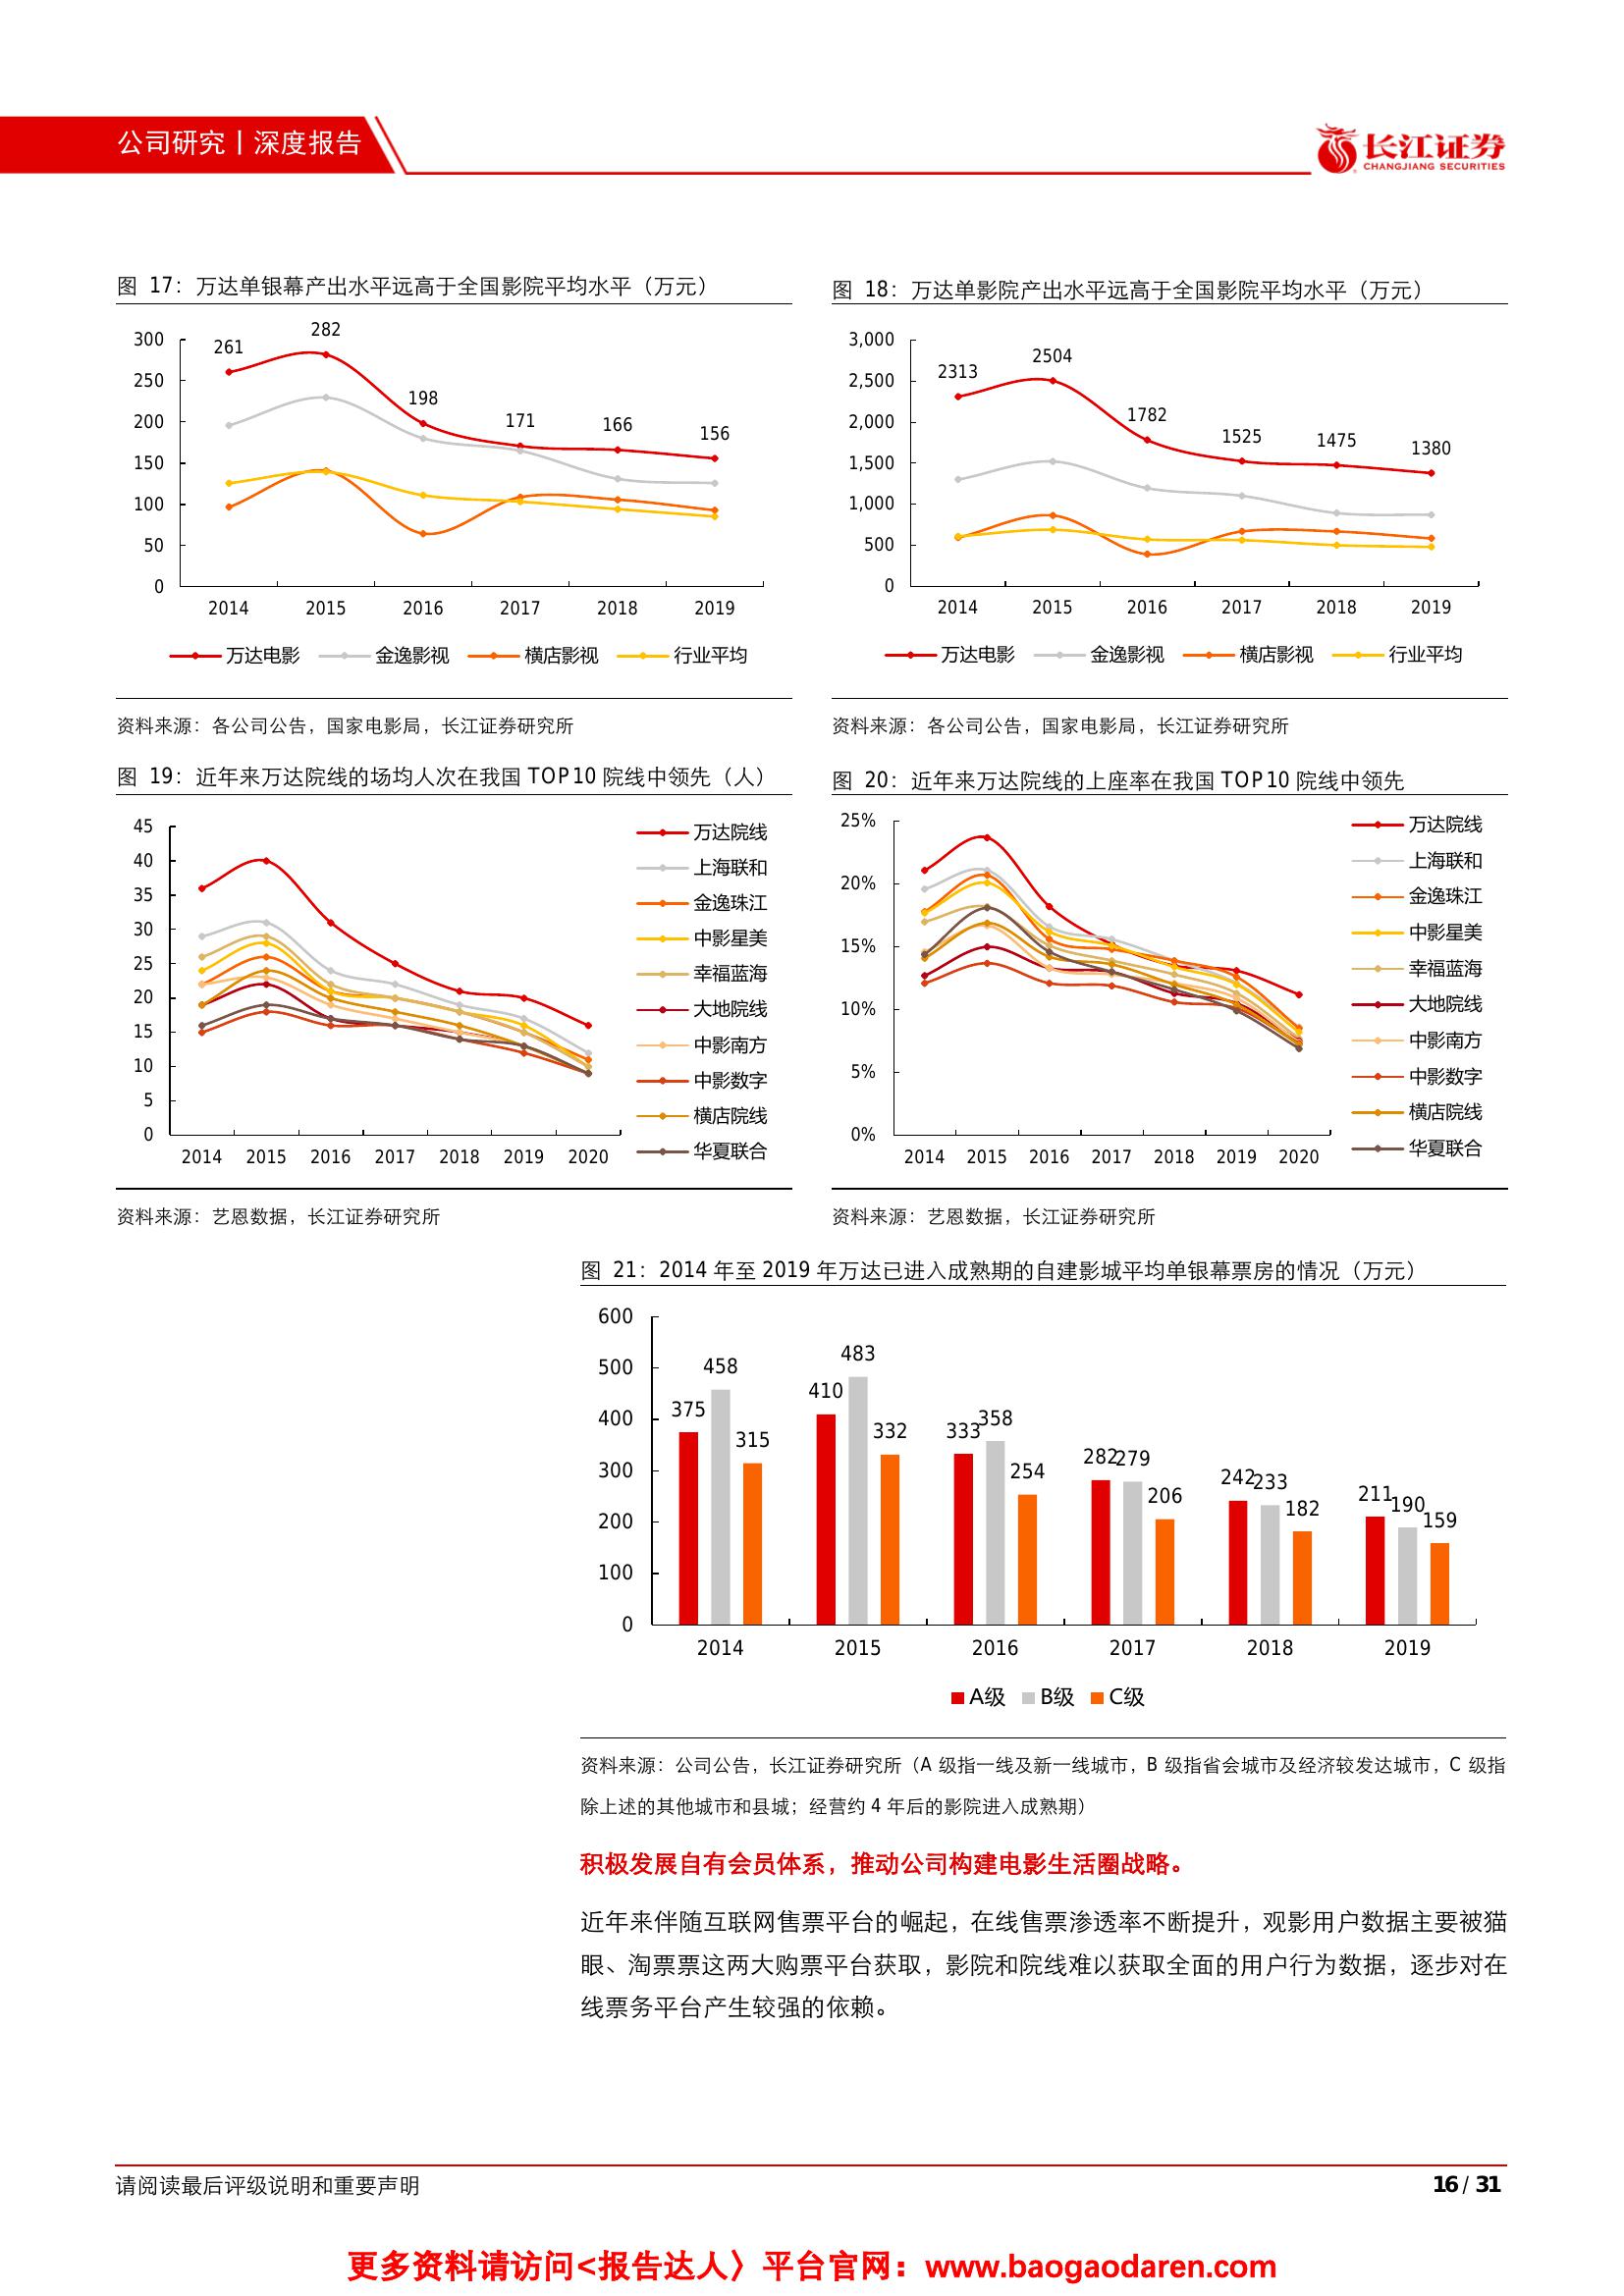 公司研究丨深度报告
长江证券
CHANGJIANG SECURITIES
图 17：万达单银幕产出水平远高于全国影院平均水平（万元）
300
250
200
150
100
50
0
261
282
198
171
166
156
2014 2015 2016 2017 2018 2019
万达电影 金逸影视 横店影视 行业平均
资料来源：各公司公告，国家电影局，长江证券研究所
图 18：万达单影院产出水平远高于全国影院平均水平（万元）
3,000
2,500
2,000
1,500
1,000
500
0
2313
2504
1782
1525
1475
1380
2014 2015 2016 2017 2018 2019
万达电影 金逸影视 横店影视 行业平均
资料来源：各公司公告，国家电影局，长江证券研究所
图 19：近年来万达院线的场均人次在我国 TOP10 院线中领先（人）
45
40
35
30
25
20
15
10
5
0
2014 2015 2016 2017 2018 2019 2020
万达院线
上海联和
金逸珠江
中影星美
幸福蓝海
大地院线
中影南方
中影数字
横店院线
华夏联合
资料来源：艺恩数据，长江证券研究所
图 20：近年来万达院线的上座率在我国 TOP10 院线中领先
25%
20%
15%
10%
5%
0%
2014 2015 2016 2017 2018 2019 2020
万达院线
上海联和
金逸珠江
中影星美
幸福蓝海
大地院线
中影南方
中影数字
横店院线
华夏联合
资料来源：艺恩数据，长江证券研究所
图 21：2014 年至 2019 年万达已进入成熟期的自建影城平均单银幕票房的情况（万元）
600
500
400
300
200
100
0
375 458 315
410 483 332
333 358 254
282 279 206
242 233 182
211 190 159
2014 2015 2016 2017 2018 2019
A级 B级 C级
资料来源：公司公告，长江证券研究所（A 级指一线及新一线城市，B 级指省会城市及经济较发达城市，C 级指
除上述的其他城市和县城；经营约 4 年后的影院进入成熟期）
积极发展自有会员体系，推动公司构建电影生活圈战略。
近年来伴随互联网售票平台的崛起，在线售票渗透率不断提升，观影用户数据主要被猫
眼、淘票票这两大购票平台获取，影院和院线难以获取全面的用户行为数据，逐步对在
线票务平台产生较强的依赖。
请阅读最后评级说明和重要声明
16 / 31
更多资料请访问<报告达人〉平台官网：www.baogaodaren.com